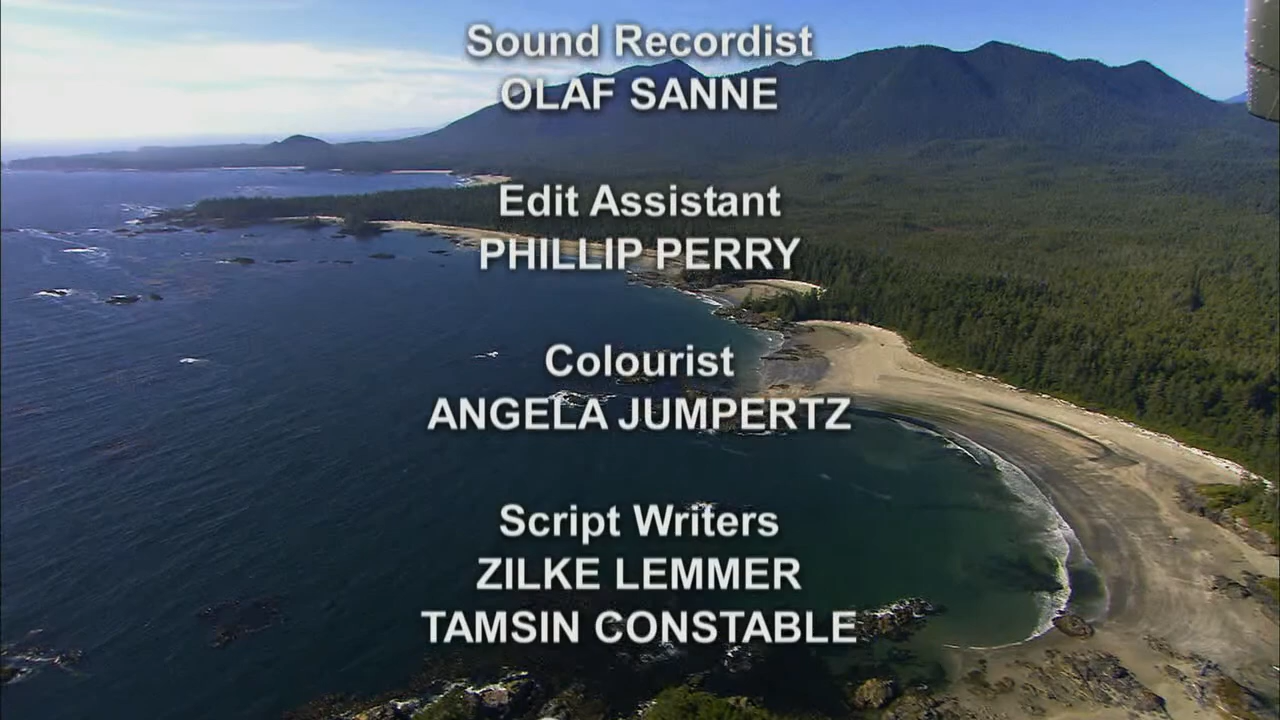 Sound Recordist
OLAF SANNE
Edit Assistant
PHILLIP PERRY
Colourist
ANGELA JUMPERTZ
Script Writers
ZILKE LEMMER
TAMSIN CONSTABLE